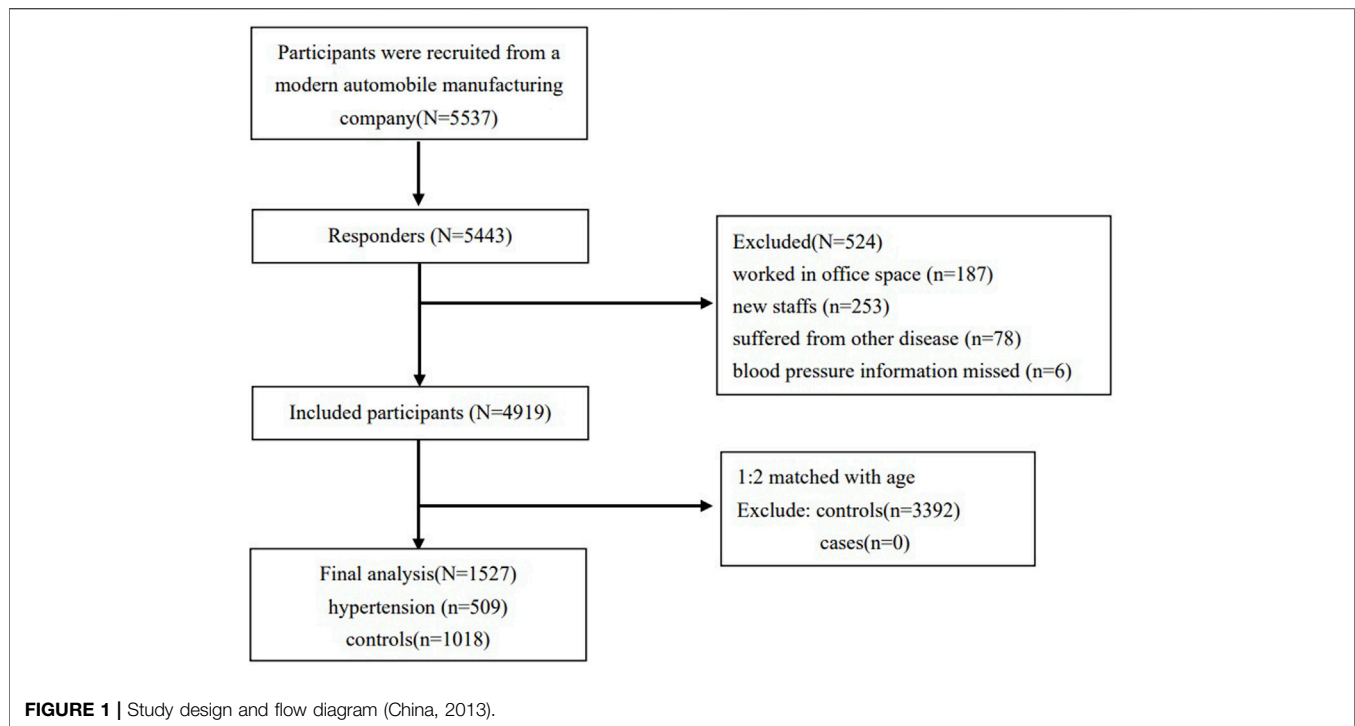 Participants were recruited from a
modern automobile manufacturing
company(N=5537)
Responders (N=5443)
Excluded(N=524)
worked in office space (n=187)
new staffs (n=253)
suffered from other disease (n=78)
blood pressure information missed (n=6)
Included participants (N=4919)
1:2 matched with age
Exclude: controls(n=3392)
cases(n=0)
Final analysis(N=1527)
hypertension (n=509)
controls(n=1018)
FIGURE 1 | Study design and flow diagram (China, 2013).